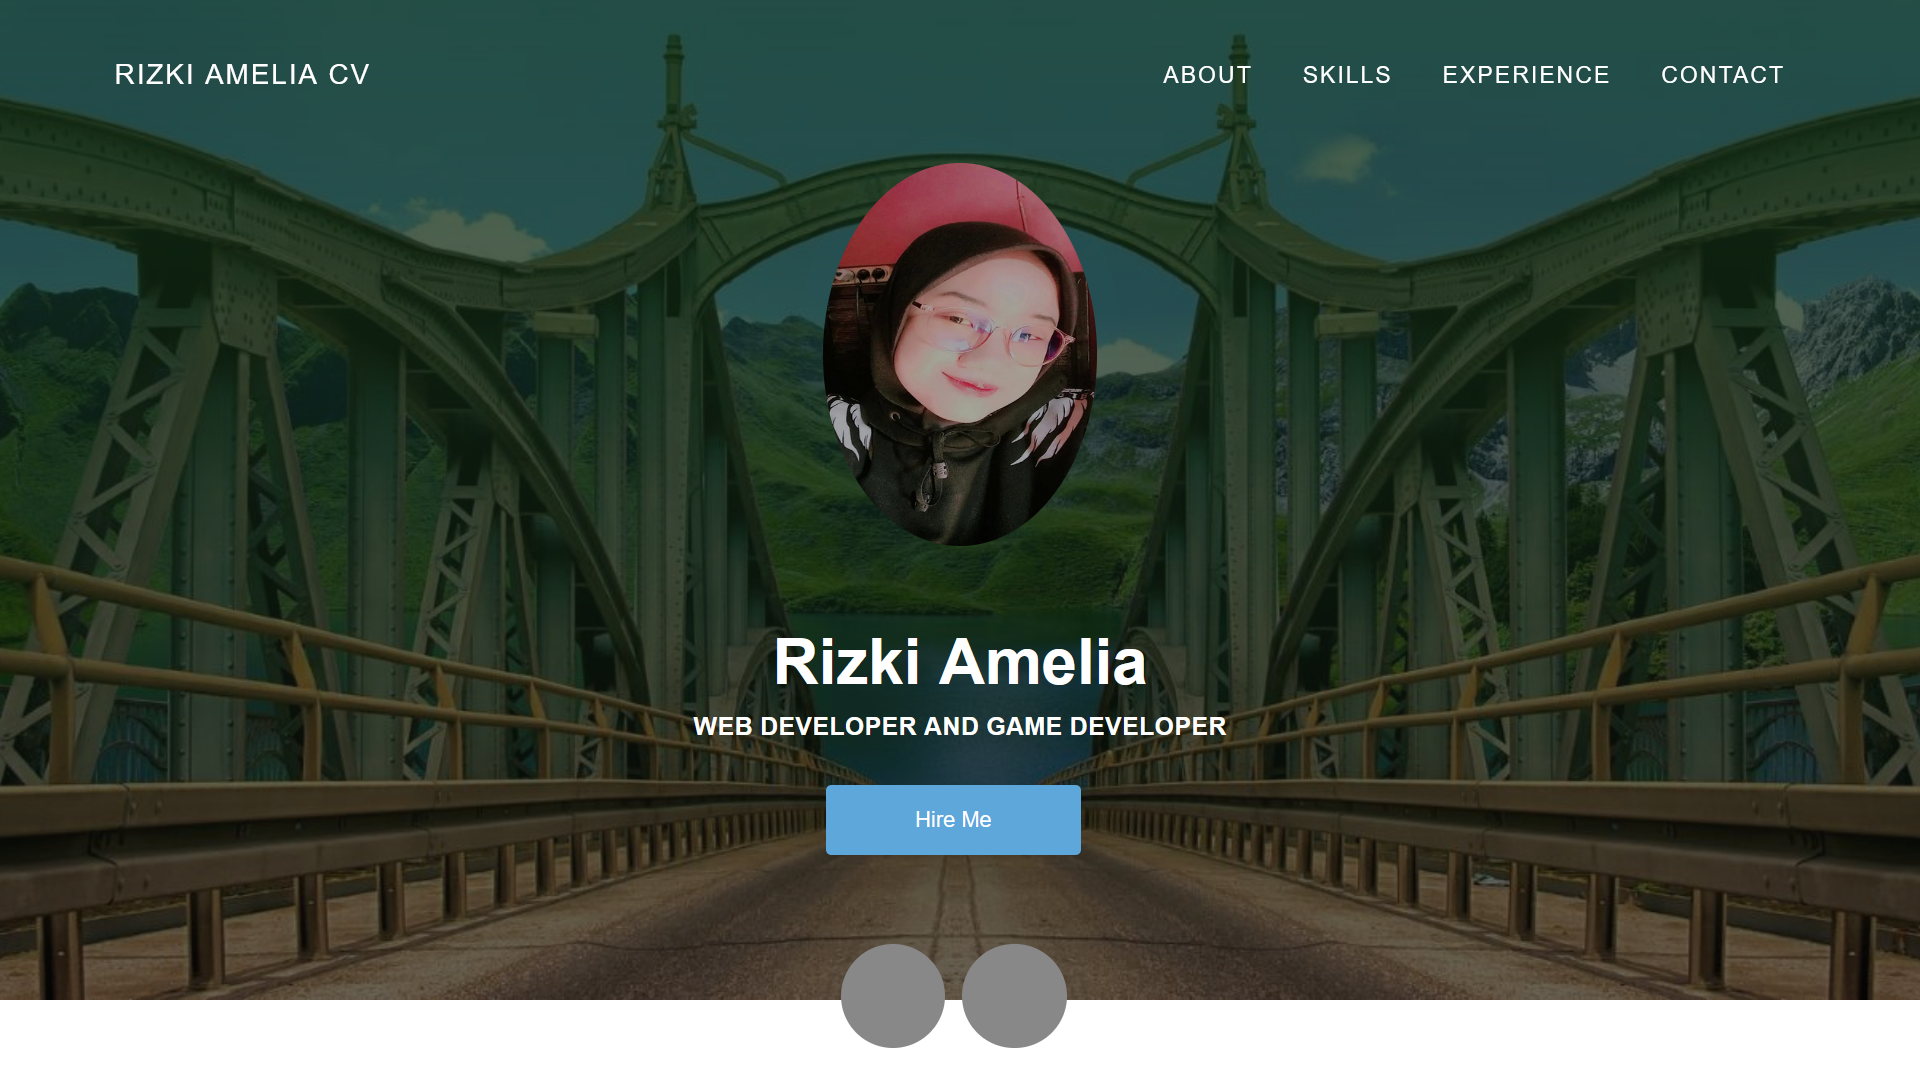 RIZKI AMELIA CV
ABOUT SKILLS EXPERIENCE CONTACT
Rizki Amelia
WEB DEVELOPER AND GAME DEVELOPER
Hire Me